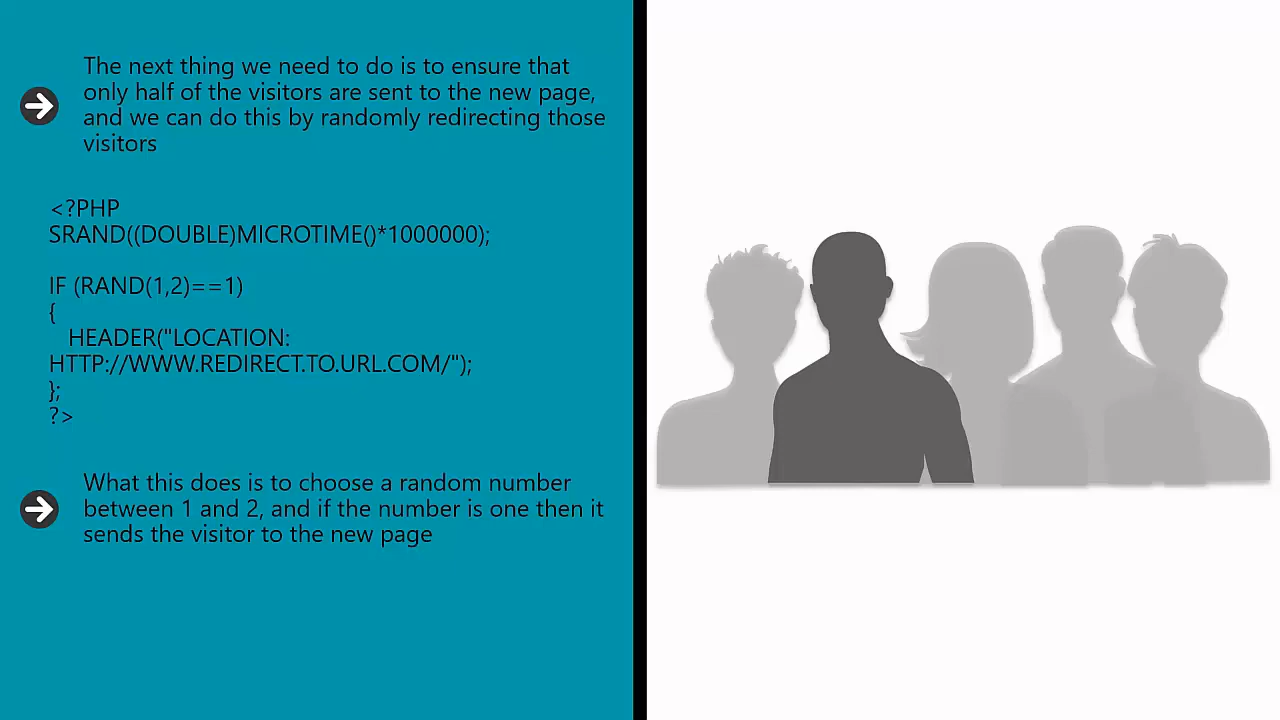 The next thing we need to do is to ensure that
only half of the visitors are sent to the new page,
and we can do this by randomly redirecting those
visitors
<?PHP
SRAND((DOUBLE)MICROTIME()*1000000);
IF (RAND(1,2)==1)
{
HEADER("LOCATION:
HTTP://WWW.REDIRECT.TO.URL.COM/");
};
?>
What this does is to choose a random number
between 1 and 2, and if the number is one then it
sends the visitor to the new page